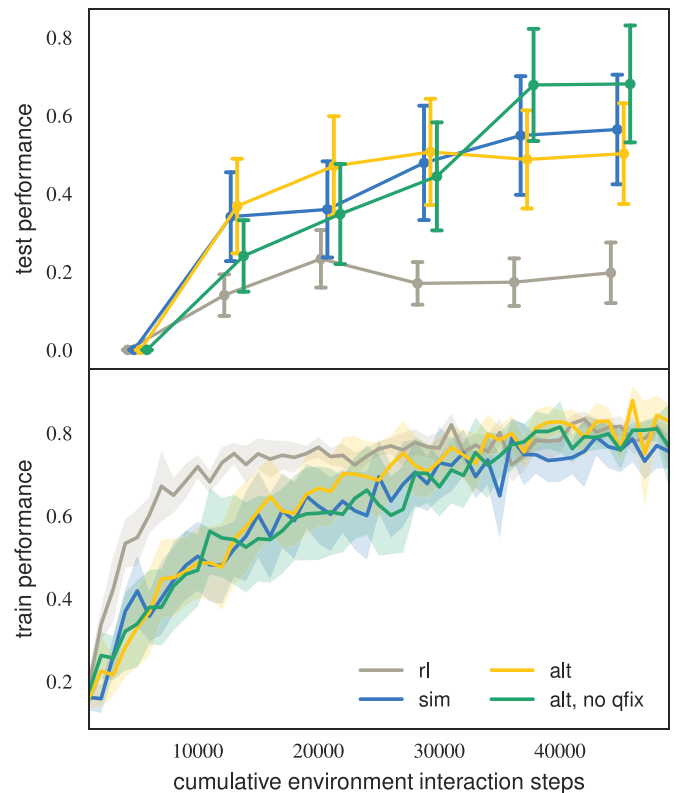 0.8
0.6
0.4
0.2
0.0
test performance
0.8
0.6
0.4
0.2
train performance
rl
sim
alt
alt, no qfix
10000 20000 30000 40000
cumulative environment interaction steps